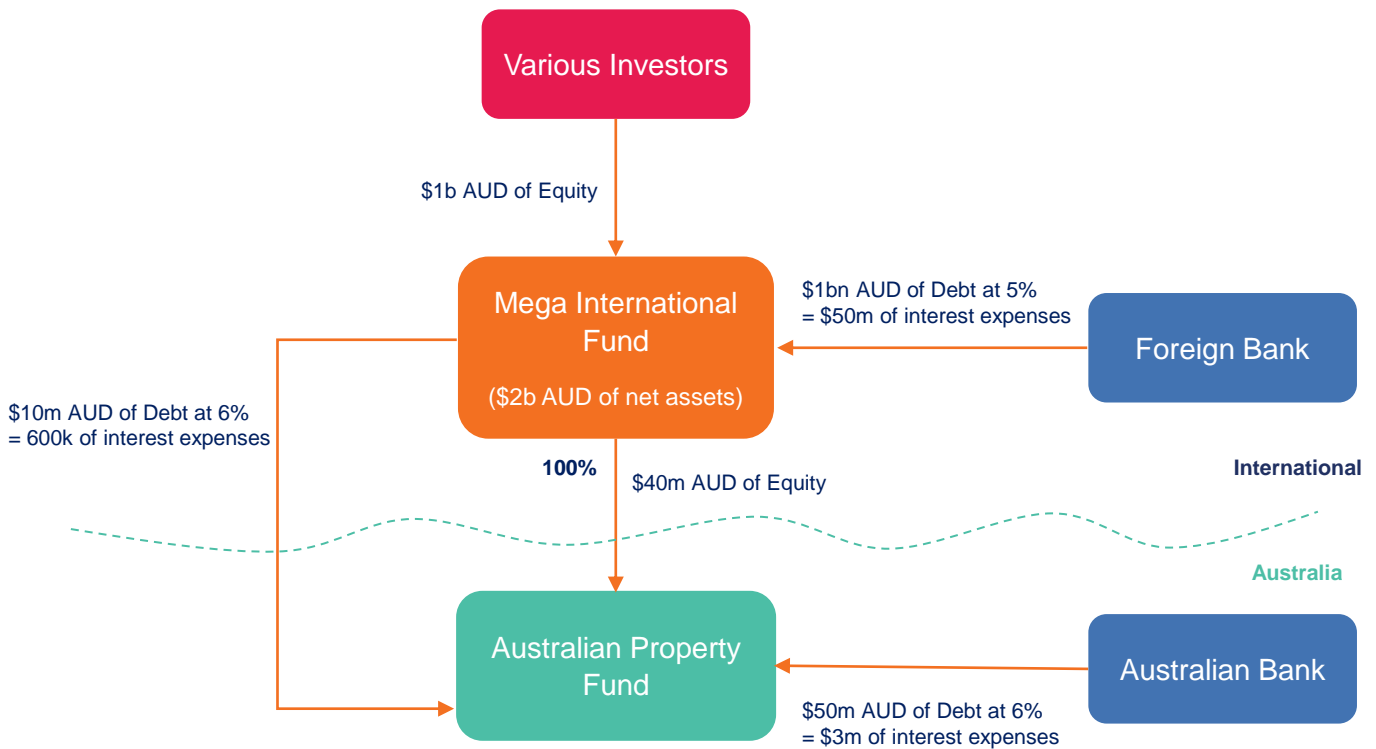 Various Investors
$1b AUD of Equity
Mega International
Fund
($2b AUD of net assets)
$1bn AUD of Debt at 5%
= $50m of interest expenses
Foreign Bank
$10m AUD of Debt at 6%
= 600k of interest expenses
100%
$40m AUD of Equity
International
Australia
Australian Property
Fund
Australian Bank
$50m AUD of Debt at 6%
= $3m of interest expenses